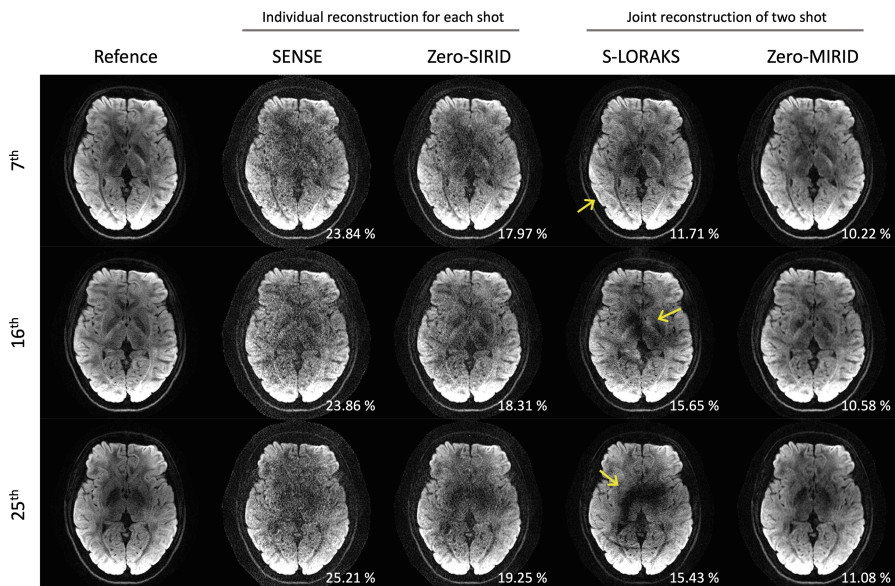 Individual reconstruction for each shot
Joint reconstruction of two shot
Refence
SENSE
Zero-SIRID
S-LORAKS
Zero-MIRID
7th
23.84 %
17.97 %
11.71 %
10.22 %
16th
23.86 %
18.31 %
15.65 %
10.58 %
25th
25.21 %
19.25 %
15.43 %
11.08 %